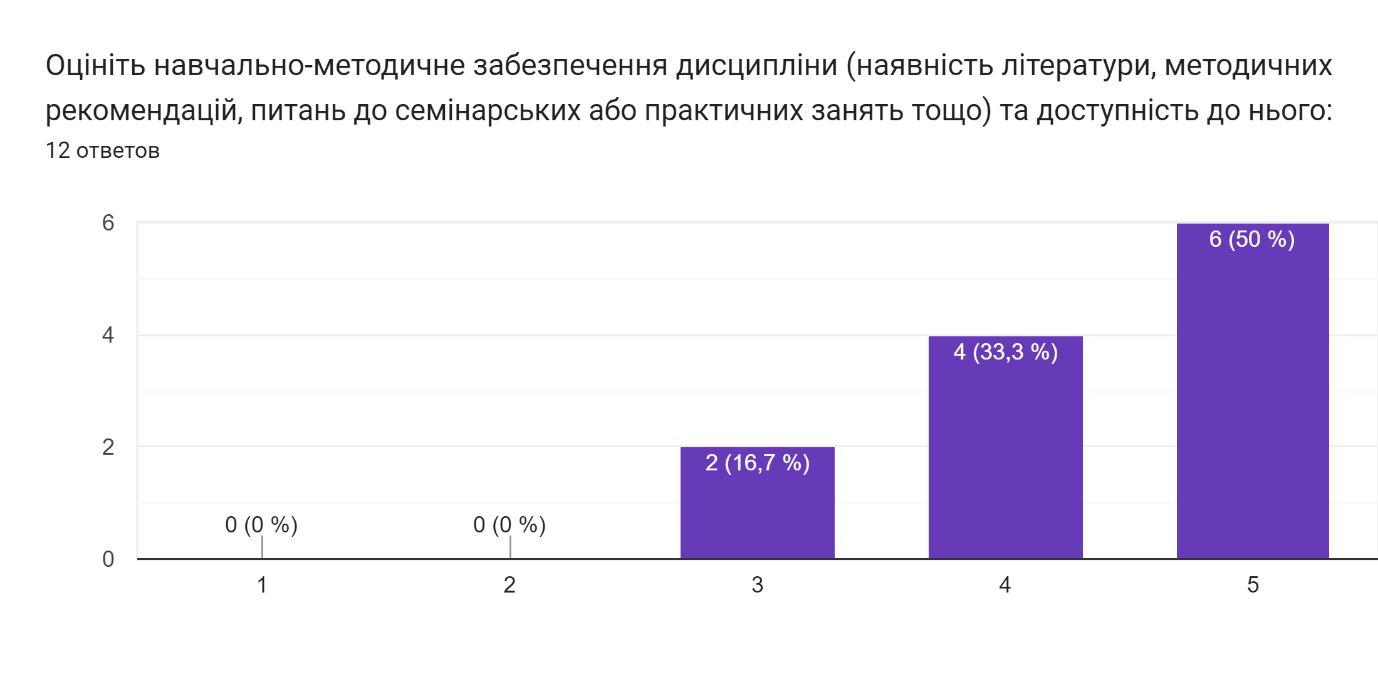 Оцініть навчально-методичне забезпечення дисципліни (наявність літератури, методичних
рекомендацій, питань до семінарських або практичних занять тощо) та доступність до нього:
12 ответов
6
6 (50 %)
4
4 (33,3 %)
2
2 (16,7 %)
0 (0 %)
0 (0 %)
0
1
2
3
4
5